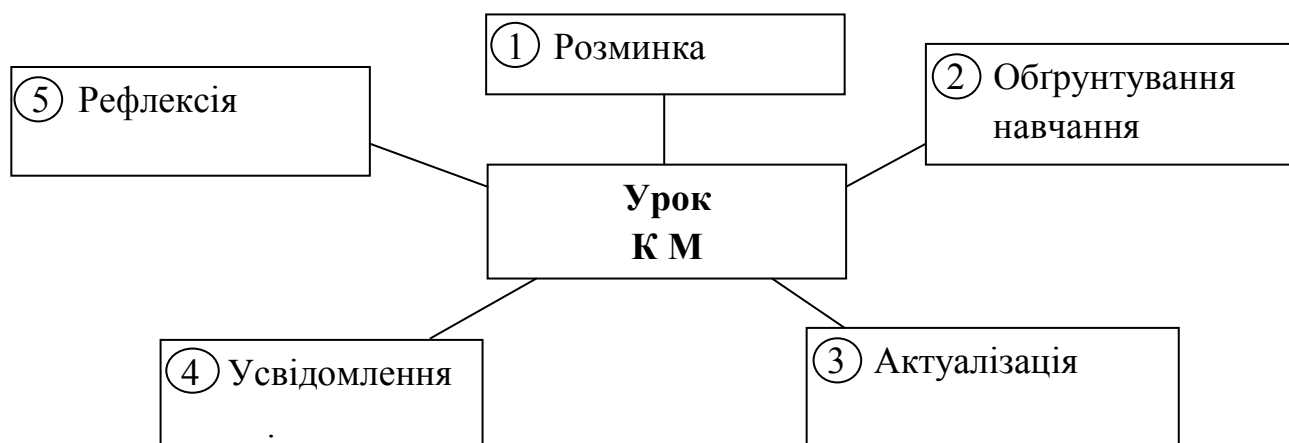 1 Розминка
2 Обґрунтування
навчання
5 Рефлексія
Урок
К М
4 Усвідомлення
3 Актуалізація